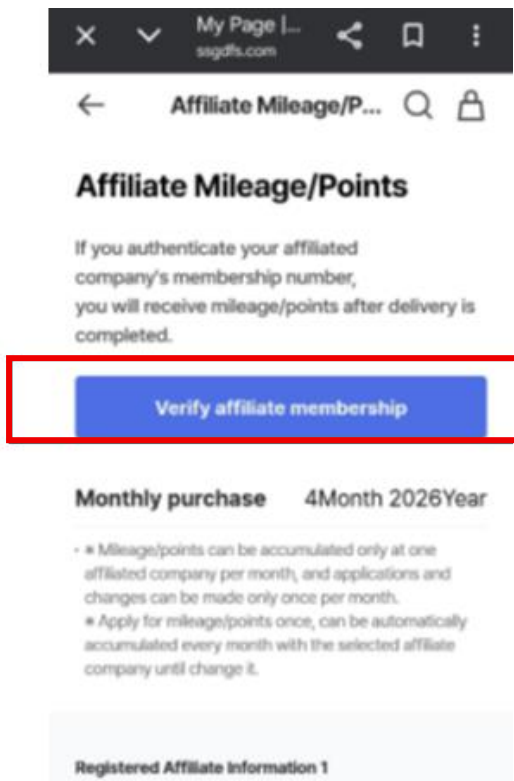 My Page |...
ssgdfs.com
Affiliate Mileage/P...
Affiliate Mileage/Points
If you authenticate your affiliated
company's membership number,
you will receive mileage/points after delivery is
completed.
Verify affiliate membership
Monthly purchase 4Month 2026Year
· ※ Mileage/points can be accumulated only at one
affiliated company per month, and applications and
changes can be made only once per month.
※ Apply for mileage/points once, can be automatically
accumulated every month with the selected affiliate
company until change it.
Registered Affiliate Information 1